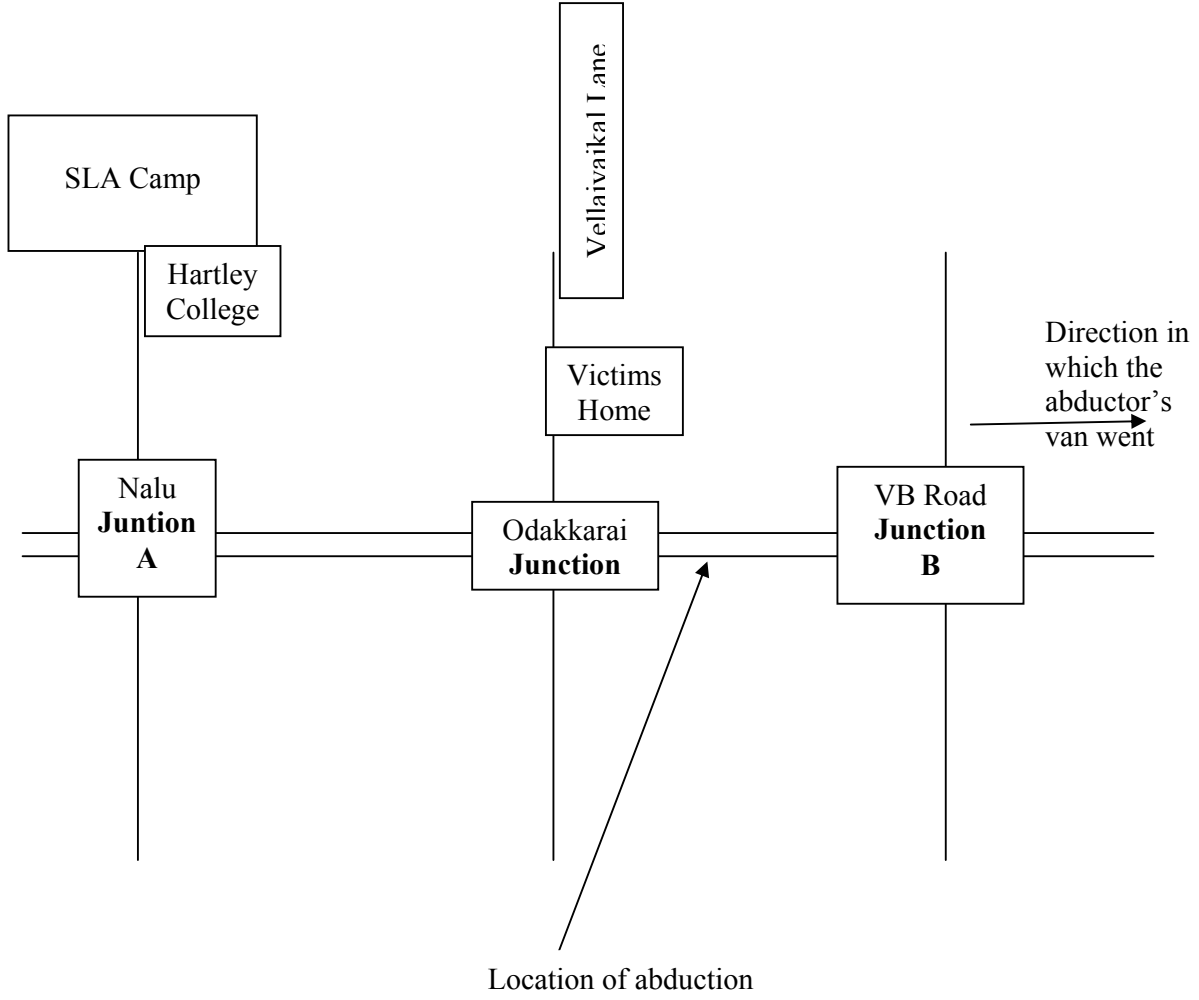 Vellaivaikal Lane
SLA Camp
Hartley
College
Direction in
which the
abductor's
van went
Victims
Home
Nalu
Juntion
A
Odakkarai
Junction
VB Road
Junction
B
Location of abduction